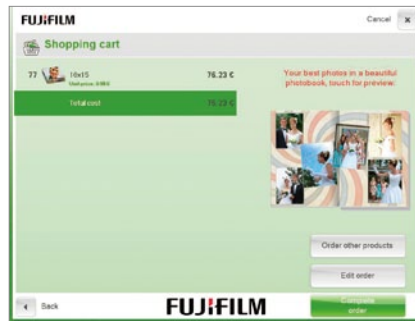 FUJIFILM
Cancel x
Shopping cart
77 10x15 76.23 €
Total cost 76.23 €
Your best photos in a beautiful
photobook, touch for preview:
Order other products
Edit order
Back
FUJIFILM
Complete
order